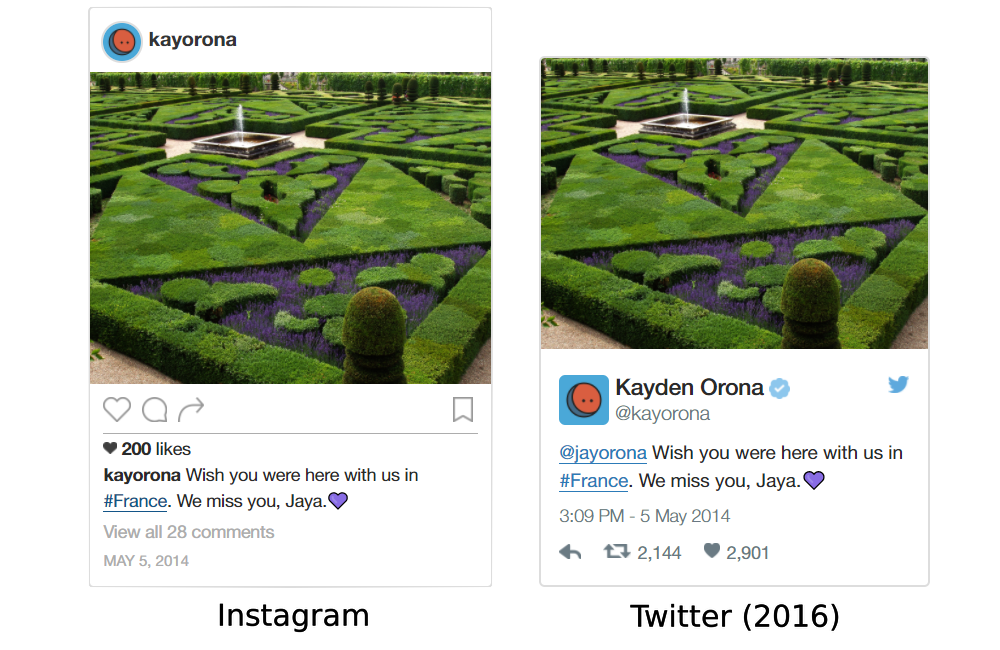 kayorona
200 likes
kayorona Wish you were here with us in
#France. We miss you, Jaya.💜
View all 28 comments
MAY 5, 2014
Instagram
Kayden Orona
@kayorona
@jayorona Wish you were here with us in
#France. We miss you, Jaya.💜
3:09 PM - 5 May 2014
2,144 2,901
Twitter (2016)